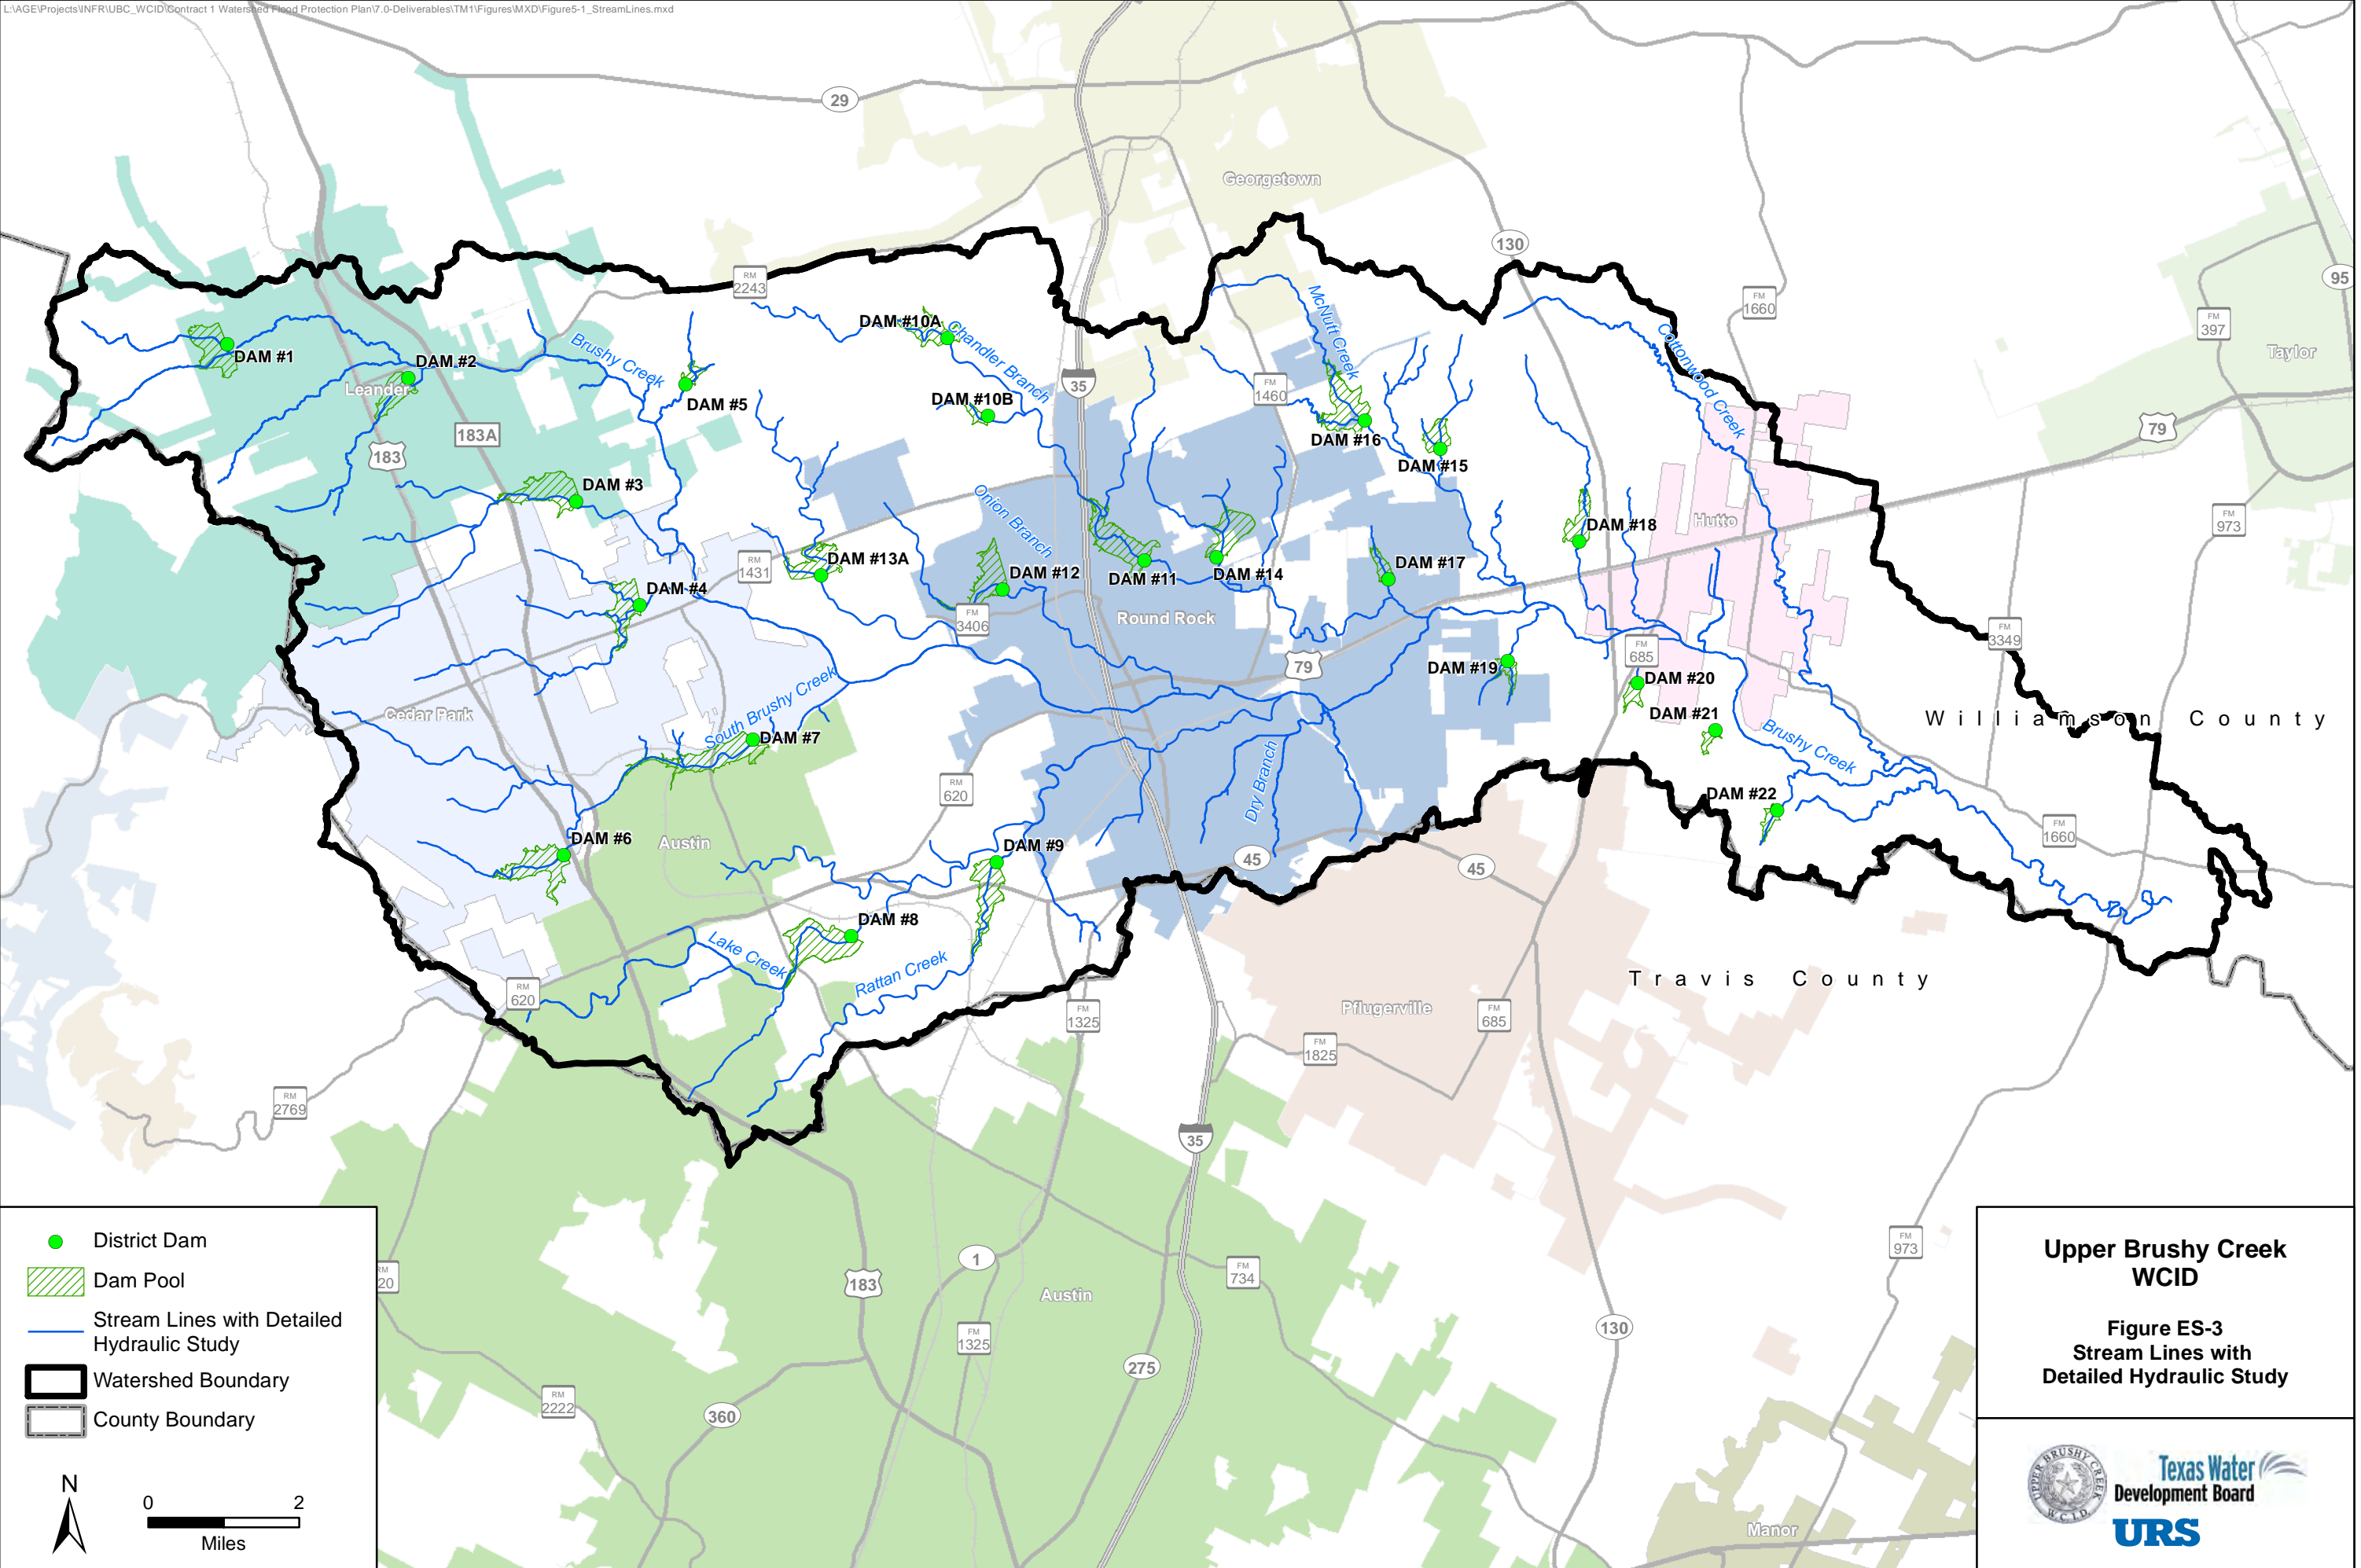 L:\AGE\Projects\INFR\UBC_WCID\Contract 1 Watershed Flood Protection Plan\7.0-Deliverables\TM1\Figures\MXD\Figure5-1_StreamLines.mxd
29
Georgetown
130
95
RM
2243
FM
1660
FM
397
Taylor
DAM #10A
Chandler Branch
McNutt Creek
Cottonwood Creek
DAM #1
DAM #2
Brushy Creek
Leander
DAM #5
DAM #10B
35
FM
1460
183A
183
79
DAM #16
DAM #15
DAM #3
Onion Branch
DAM #18
Hutto
FM
973
RM
1431
DAM #13A
DAM #12
DAM #11
DAM #14
DAM #17
DAM #4
FM
3406
Round Rock
FM
3349
FM
685
79
DAM #19
DAM #20
Cedar Park
South Brushy Creek
DAM #7
DAM #21
Williamson County
Brushy Creek
RM
620
Dry Branch
DAM #22
FM
1660
DAM #6
Austin
DAM #9
45
45
DAM #8
Lake Creek
Rattan Creek
RM
620
Travis County
FM
1325
Pflugerville
FM
685
FM
1825
RM
2769
35
1
FM
973
RM
20
183
Austin
FM
734
FM
1325
130
275
RM
2222
360
Manor
District Dam
Dam Pool
Stream Lines with Detailed
Hydraulic Study
Watershed Boundary
County Boundary
N
0 2
Miles
Upper Brushy Creek
WCID
Figure ES-3
Stream Lines with
Detailed Hydraulic Study
UPPER BRUSHY CREEK
W.C.I.D.
Texas Water
Development Board
URS